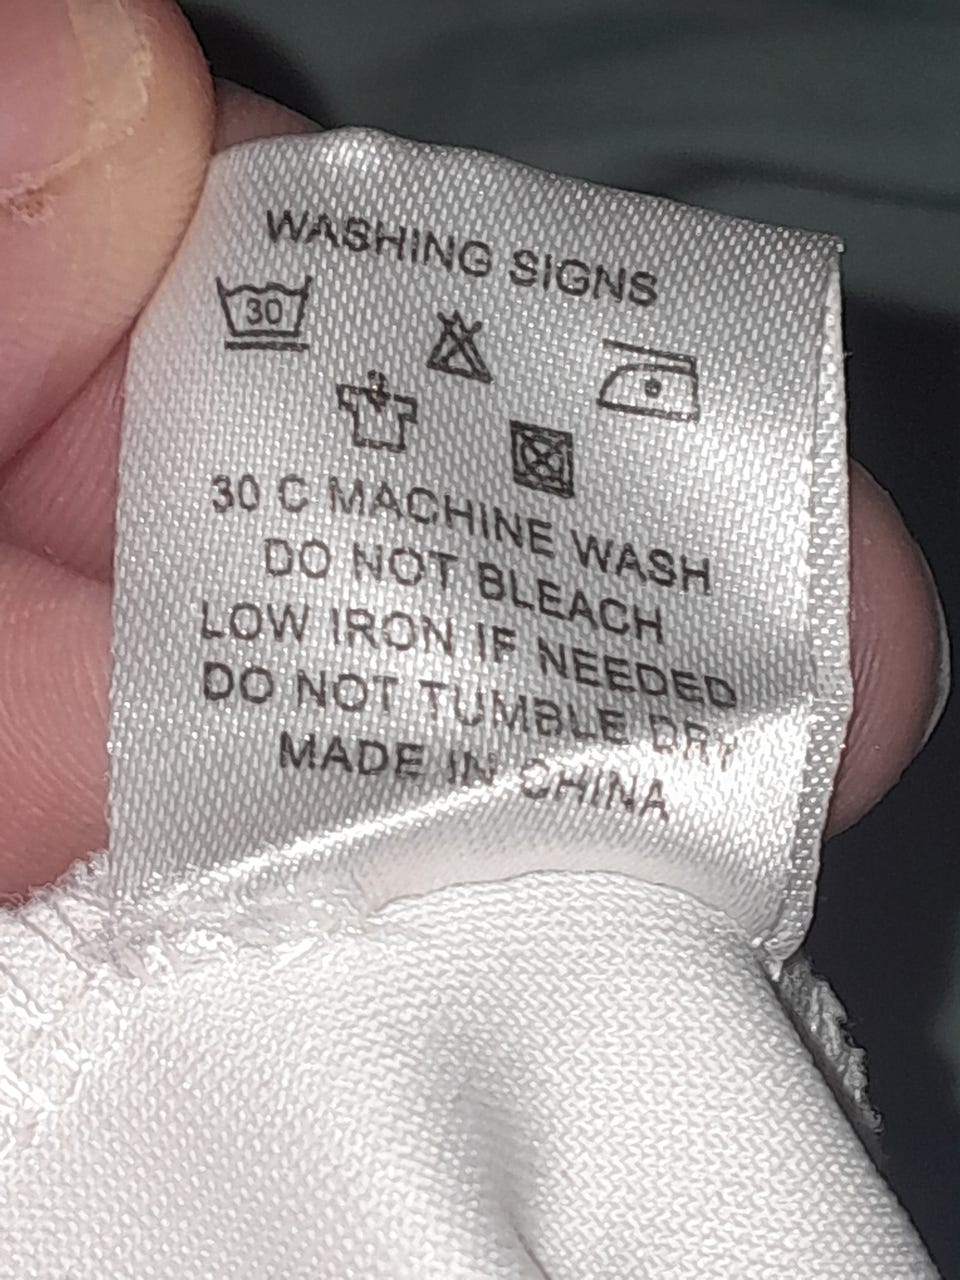 WASHING SIGNS
30
30 C MACHINE WASH
DO NOT BLEACH
LOW IRON IF NEEDED
DO NOT TUMBLE DRY
MADE IN CHINA